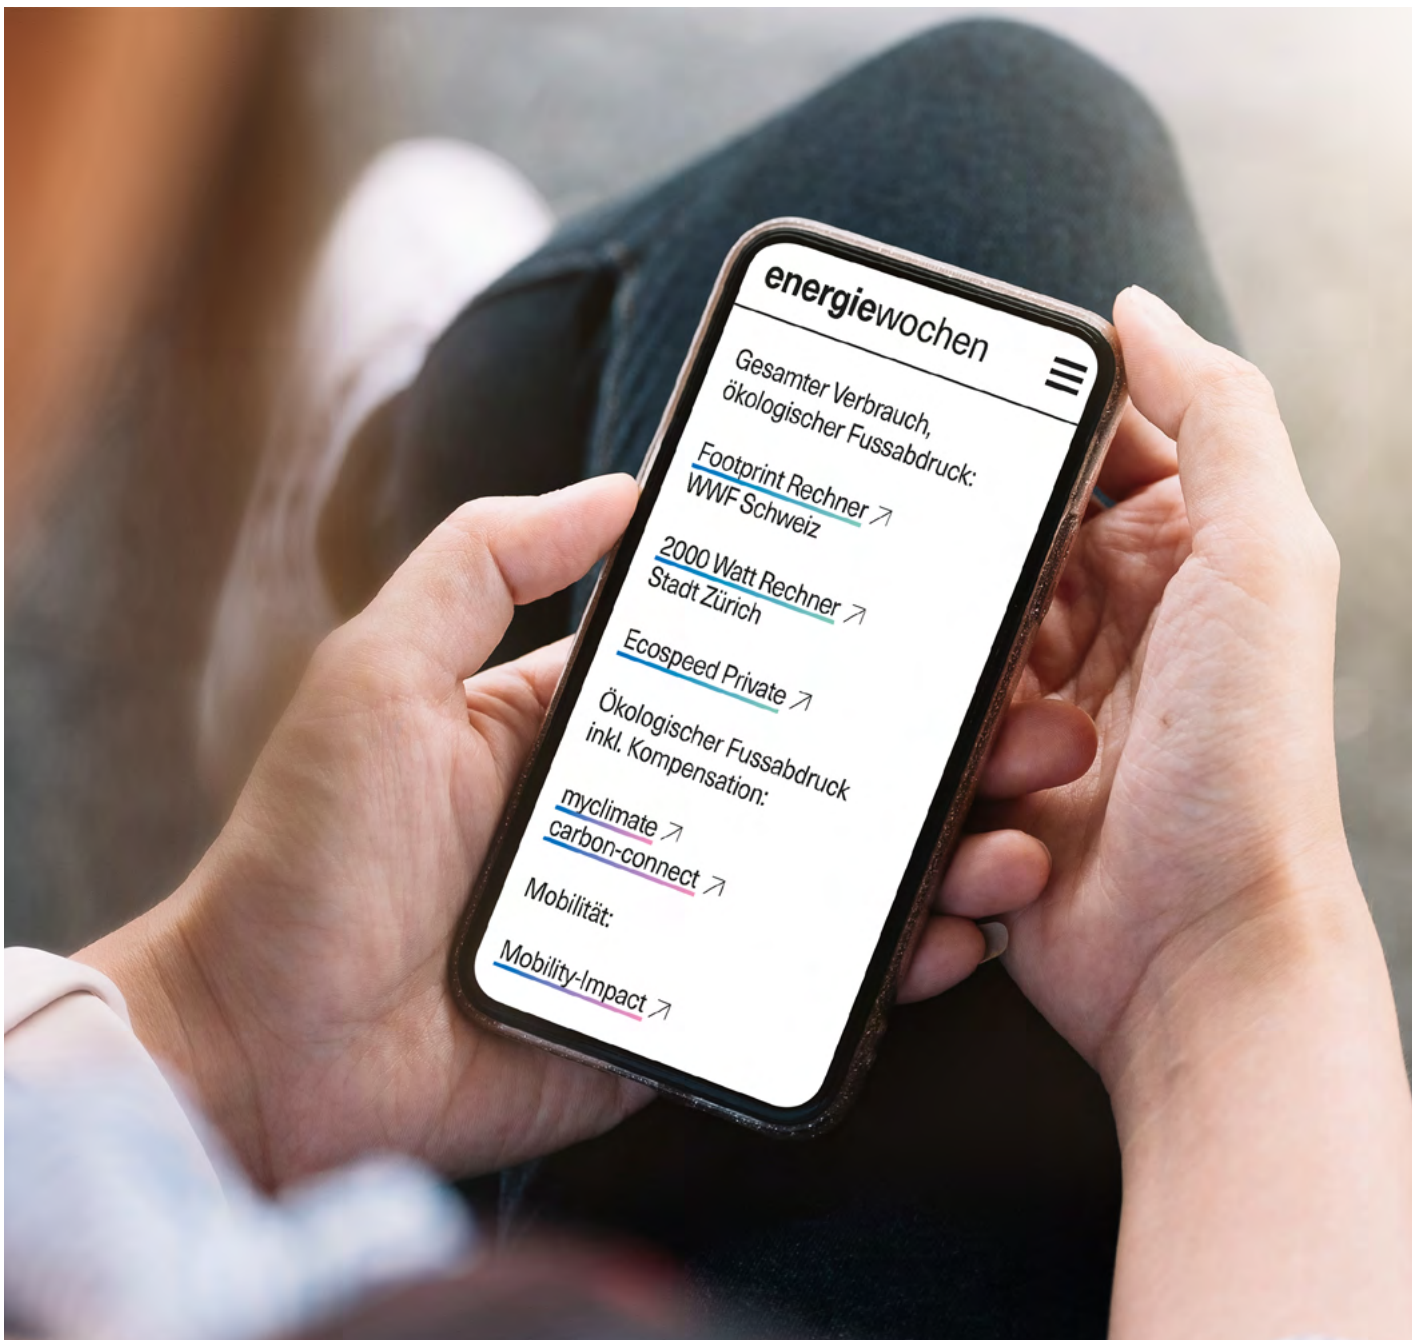 energiewochen
Gesamter Verbrauch,
ökologischer Fussabdruck:
Footprint Rechner ↗
WWF Schweiz
2000 Watt Rechner ↗
Stadt Zürich
Ecospeed Private ↗
Ökologischer Fussabdruck
inkl. Kompensation:
myclimate ↗
carbon-connect ↗
Mobilität:
Mobility-Impact ↗